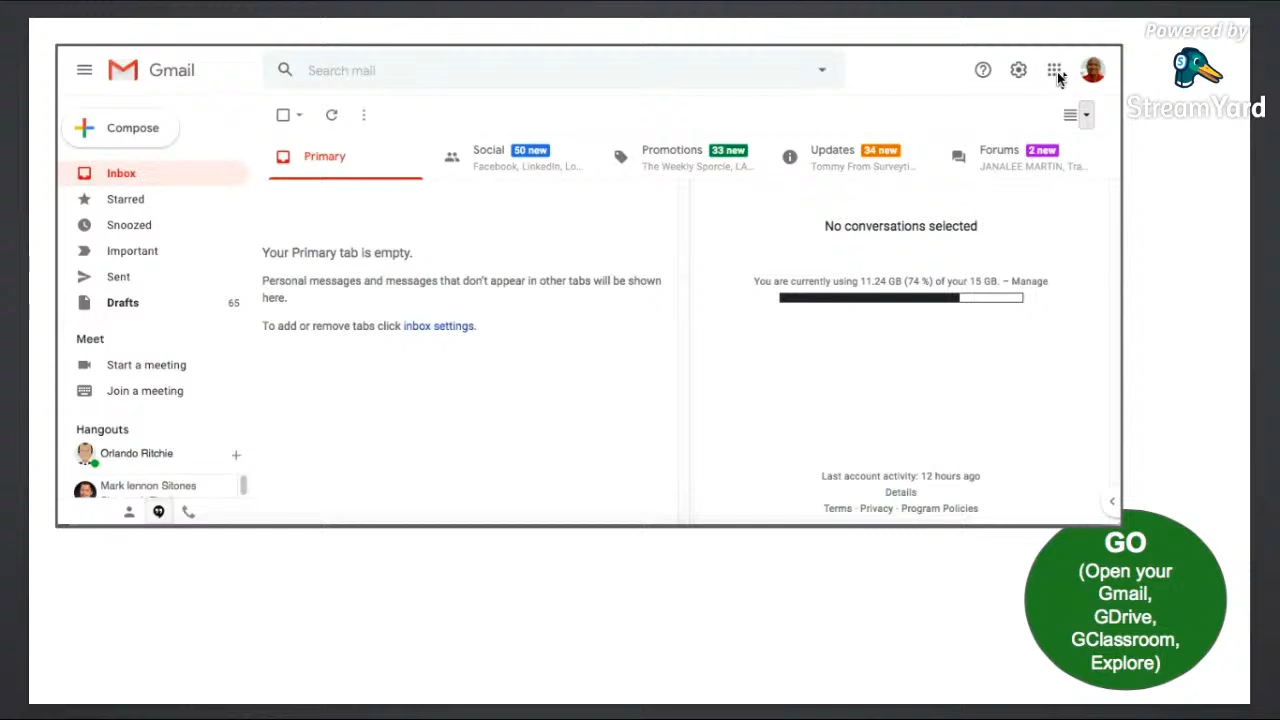 Powered by
StreamYard
Gmail
Search mail
Compose
Primary
Social 50 new
Facebook, LinkedIn, Lo...
Promotions 33 new
The Weekly Sporcle, LA...
Updates 34 new
Tommy From Surveyti...
Forums 2 new
JANALEE MARTIN, Tra...
Inbox
Starred
Snoozed
Important
Sent
Drafts 65
Meet
Start a meeting
Join a meeting
Hangouts
Orlando Ritchie
Mark lennon Sitones
Your Primary tab is empty.
Personal messages and messages that don't appear in other tabs will be shown
here.
To add or remove tabs click inbox settings.
No conversations selected
You are currently using 11.24 GB (74 %) of your 15 GB. – Manage
Last account activity: 12 hours ago
Details
Terms · Privacy · Program Policies
GO
(Open your
Gmail,
GDrive,
GClassroom,
Explore)